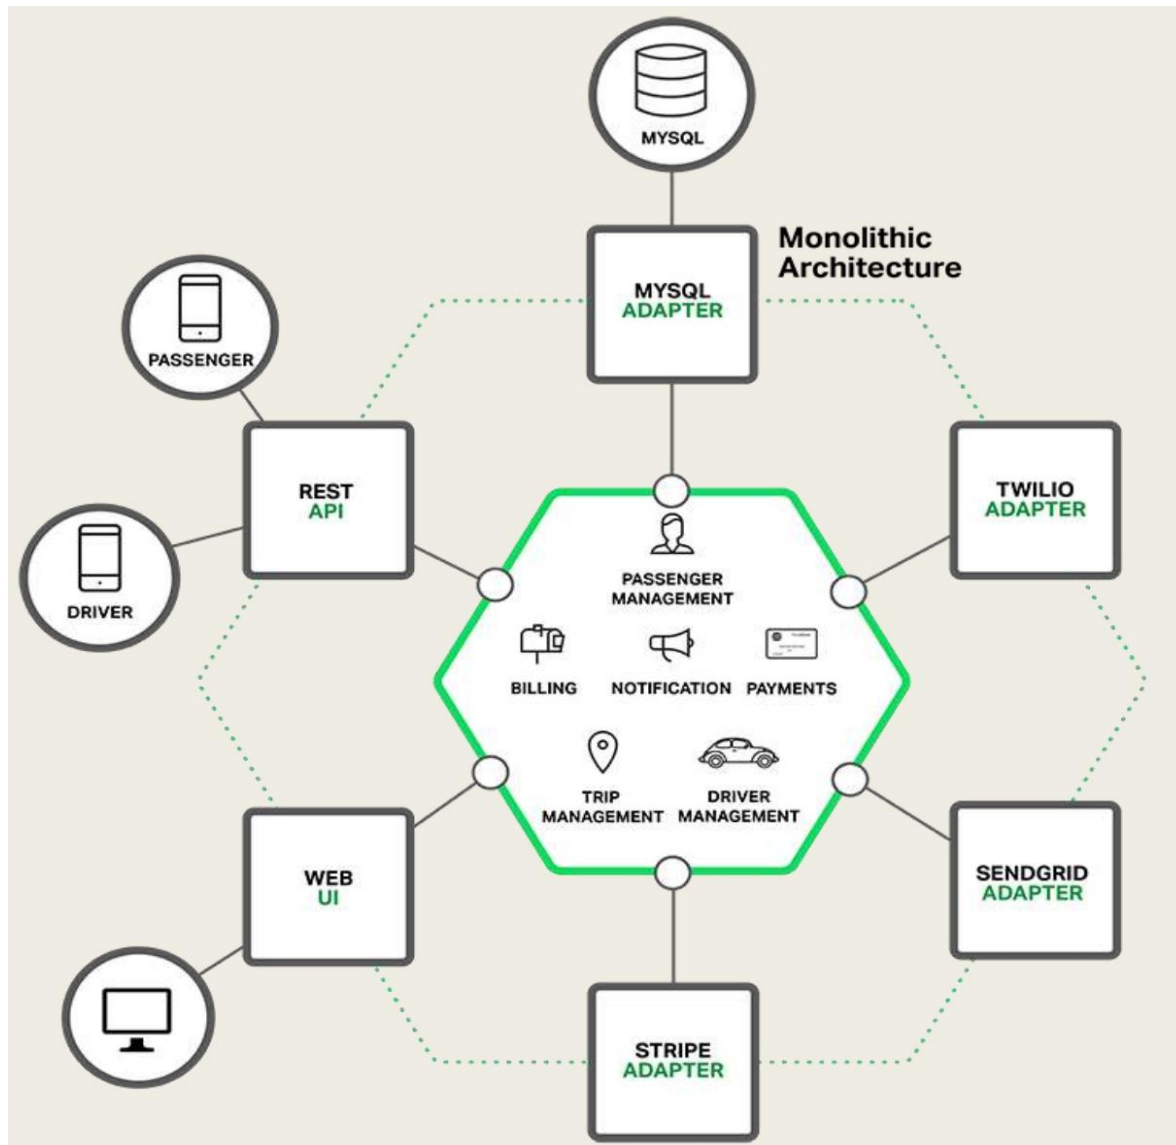 MYSQL
Monolithic
Architecture
MYSQL
ADAPTER
PASSENGER
REST
API
TWILIO
ADAPTER
DRIVER
PASSENGER
MANAGEMENT
BILLING
NOTIFICATION
PAYMENTS
TRIP
MANAGEMENT
DRIVER
MANAGEMENT
WEB
UI
SENDGRID
ADAPTER
STRIPE
ADAPTER